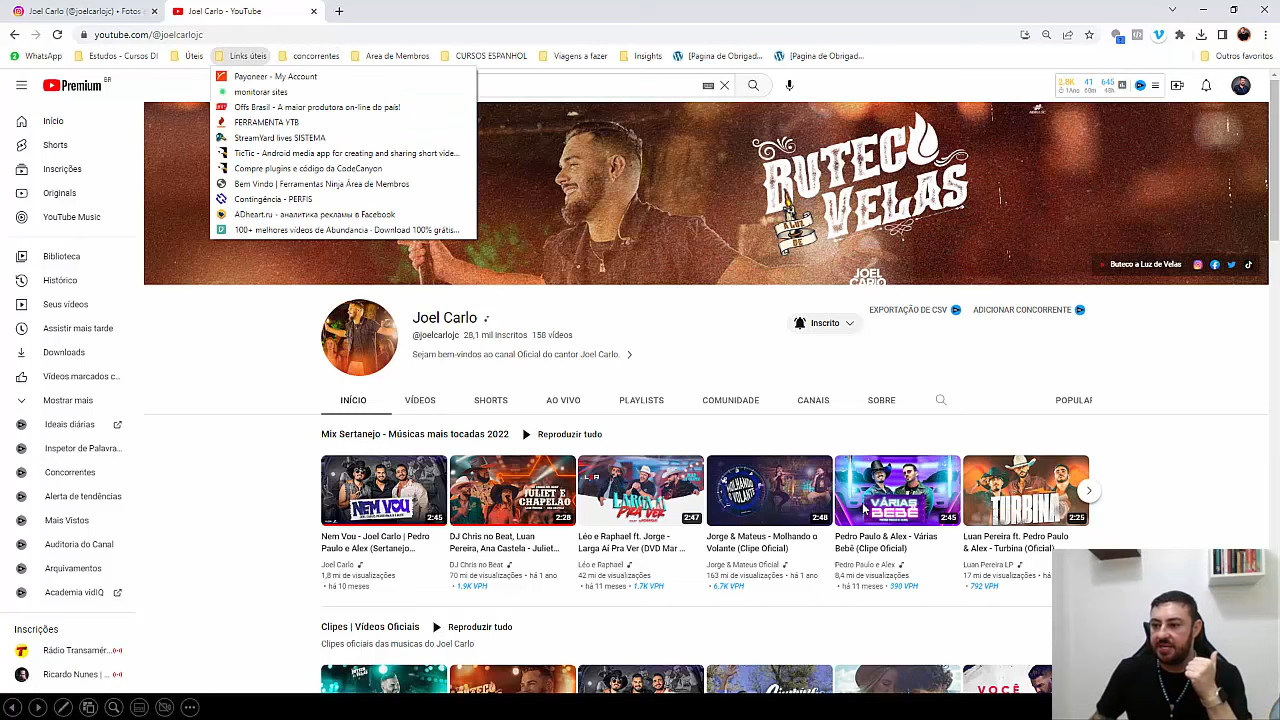 Joel Carlo (@joelcarlo) • Fotos
Joel Carlo - YouTube
youtube.com/@joelcarlojc
WhatsApp
Estudos - Curso DI
Úteis
Links úteis
concorrentes
Area de Membros
CURSOS ESPANHOL
Viagens a fazer
Insights
[Pagina de Obrigad...
[Pagina de Obrigad...
Outros favoritos
Payoneer - My Account
monitorar sites
Offs Brasil - A maior produtora on-line do país!
FERRAMENTA YTB
StreamYard lives SISTEMA
TicTic - Android media app for creating and sharing short vide...
Compre plugins e código da CodeCanyon
Bem Vindo | Ferramentas Ninja Área de Membros
Contingência - PERFIS
ADheart.ru - аналитика рекламы в Facebook
100+ melhores vídeos de Abundancia - Download 100% grátis...
Premium BR
2.8K 41 645
1Ano 60m 48h
Início
Shorts
Inscrições
Originals
YouTube Music
Biblioteca
Histórico
Seus vídeos
Assistir mais tarde
Downloads
Vídeos marcados c...
Mostrar mais
Ideais diárias
Inspetor de Palavra...
Concorrentes
Alerta de tendências
Mais Vistos
Auditoria do Canal
Arquivamentos
Academia vidIQ
Inscrições
Rádio Transamér...
Ricardo Nunes | ...
BUTECO
A LUZ DE
VELAS
JOEL
CARLO
Buteco a Luz de Velas
Joel Carlo
@joelcarlojc 28,1 mil inscritos 158 vídeos
Sejam bem-vindos ao canal Oficial do cantor Joel Carlo.
Inscrito
EXPORTAÇÃO DE CSV
ADICIONAR CONCORRENTE
INÍCIO VÍDEOS SHORTS AO VIVO PLAYLISTS COMUNIDADE CANAIS SOBRE POPULAR
Mix Sertanejo - Músicas mais tocadas 2022 Reproduzir tudo
NEM VOU
2:45
JULIET E
CHAPELÃO
2:28
LARGA AÍ
PRA VER
2:47
MOLHANDO
O VOLANTE
2:48
VÁRIAS
BEBÊ
2:45
TURBINA
2:25
Nem Vou - Joel Carlo | Pedro
Paulo e Alex (Sertanejo...
Joel Carlo
1,8 mi de visualizações
• há 10 meses
DJ Chris no Beat, Luan
Pereira, Ana Castela - Juliet...
DJ Chris no Beat
70 mi de visualizações • há 1 ano
• 1.9K VPH
Léo e Raphael ft. Jorge -
Larga Aí Pra Ver (DVD Mar ...
Léo e Raphael
42 mi de visualizações
• há 11 meses • 1.7K VPH
Jorge & Mateus - Molhando o
Volante (Clipe Oficial)
Jorge & Mateus Oficial
163 mi de visualizações • há 1 ano
• 6.7K VPH
Pedro Paulo & Alex - Várias
Bebê (Clipe Oficial)
Pedro Paulo e Alex
8,4 mi de visualizações
• há 11 meses • 390 VPH
Luan Pereira ft. Pedro Paulo
& Alex - Turbina (Oficial)
Luan Pereira LP
17 mi de visualizações
• há 11 meses • 792 VPH
Clipes | Vídeos Oficiais Reproduzir tudo
Clipes oficiais das musicas do Joel Carlo
VOCÊ